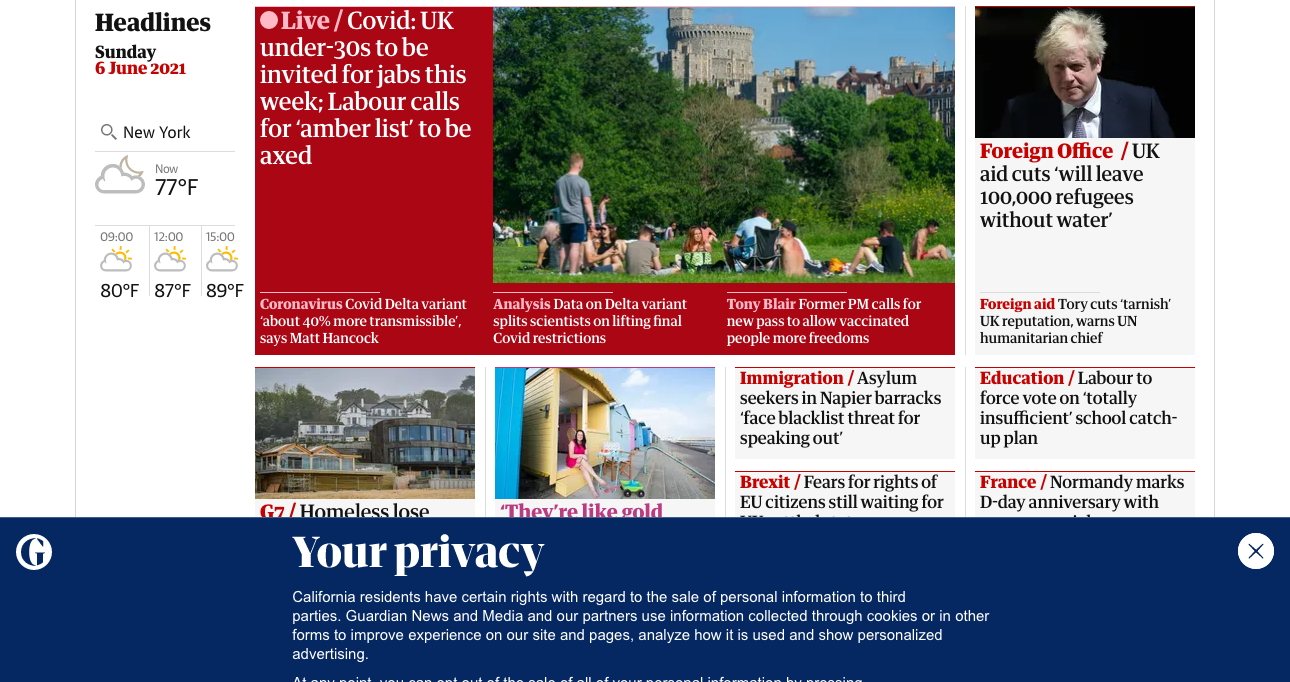 Headlines
Sunday
6 June 2021
New York
Now
77°F
09:00
12:00
15:00
80°F
87°F
89°F
Live / Covid: UK
under-30s to be
invited for jabs this
week; Labour calls
for ‘amber list’ to be
axed
Coronavirus Covid Delta variant
‘about 40% more transmissible’,
says Matt Hancock
Analysis Data on Delta variant
splits scientists on lifting final
Covid restrictions
Tony Blair Former PM calls for
new pass to allow vaccinated
people more freedoms
Foreign Office / UK
aid cuts ‘will leave
100,000 refugees
without water’
Foreign aid Tory cuts ‘tarnish’
UK reputation, warns UN
humanitarian chief
G7 / Homeless lose
‘They’re like gold
Immigration / Asylum
seekers in Napier barracks
‘face blacklist threat for
speaking out’
Brexit / Fears for rights of
EU citizens still waiting for
Education / Labour to
force vote on ‘totally
insufficient’ school catch-
up plan
France / Normandy marks
D-day anniversary with
Your privacy
California residents have certain rights with regard to the sale of personal information to third
parties. Guardian News and Media and our partners use information collected through cookies or in other
forms to improve experience on our site and pages, analyze how it is used and show personalized
advertising.
At any point, you can opt out of the sale of all of your personal information by pressing